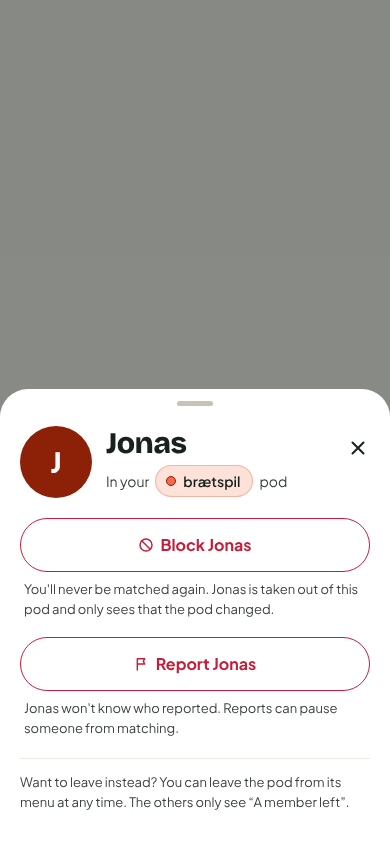 J
Jonas
In your brætspil pod
Block Jonas
You'll never be matched again. Jonas is taken out of this
pod and only sees that the pod changed.
Report Jonas
Jonas won't know who reported. Reports can pause
someone from matching.
Want to leave instead? You can leave the pod from its
menu at any time. The others only see “A member left”.